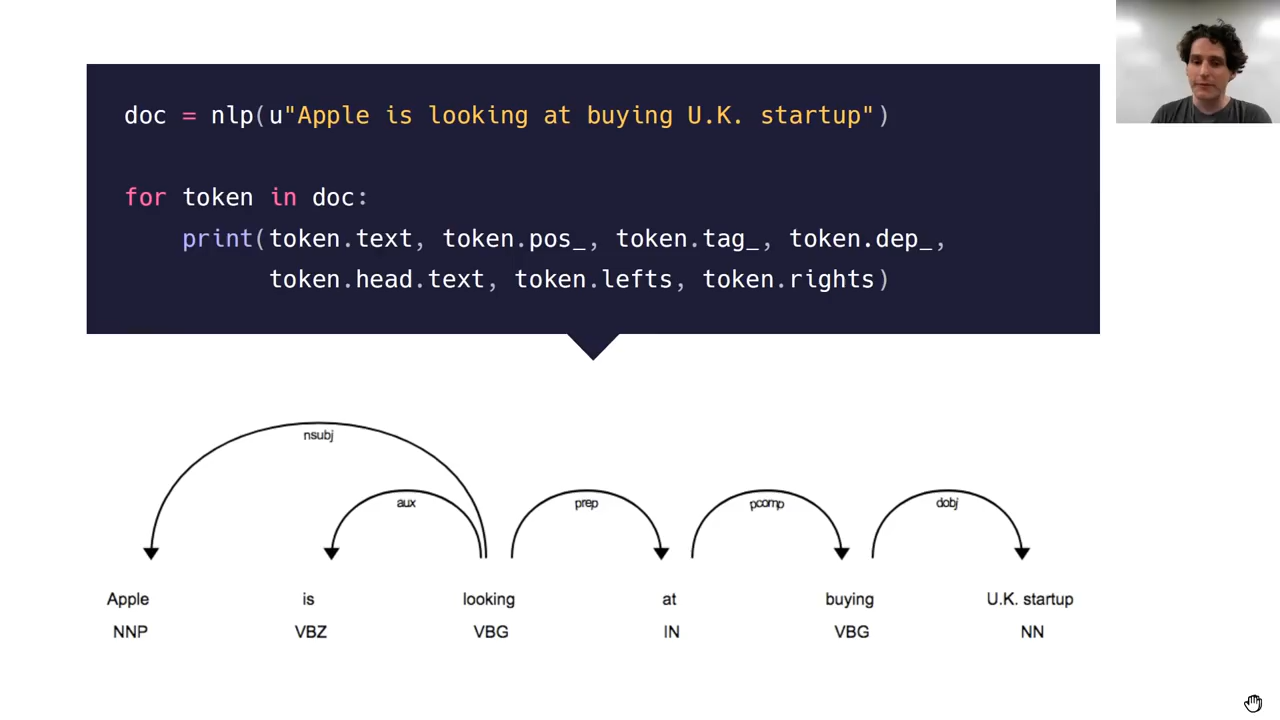 doc = nlp(u"Apple is looking at buying U.K. startup")
for token in doc:
    print(token.text, token.pos_, token.tag_, token.dep_,
          token.head.text, token.lefts, token.rights)
nsubj
aux prep pcomp dobj
Apple is looking at buying U.K. startup
NNP VBZ VBG IN VBG NN